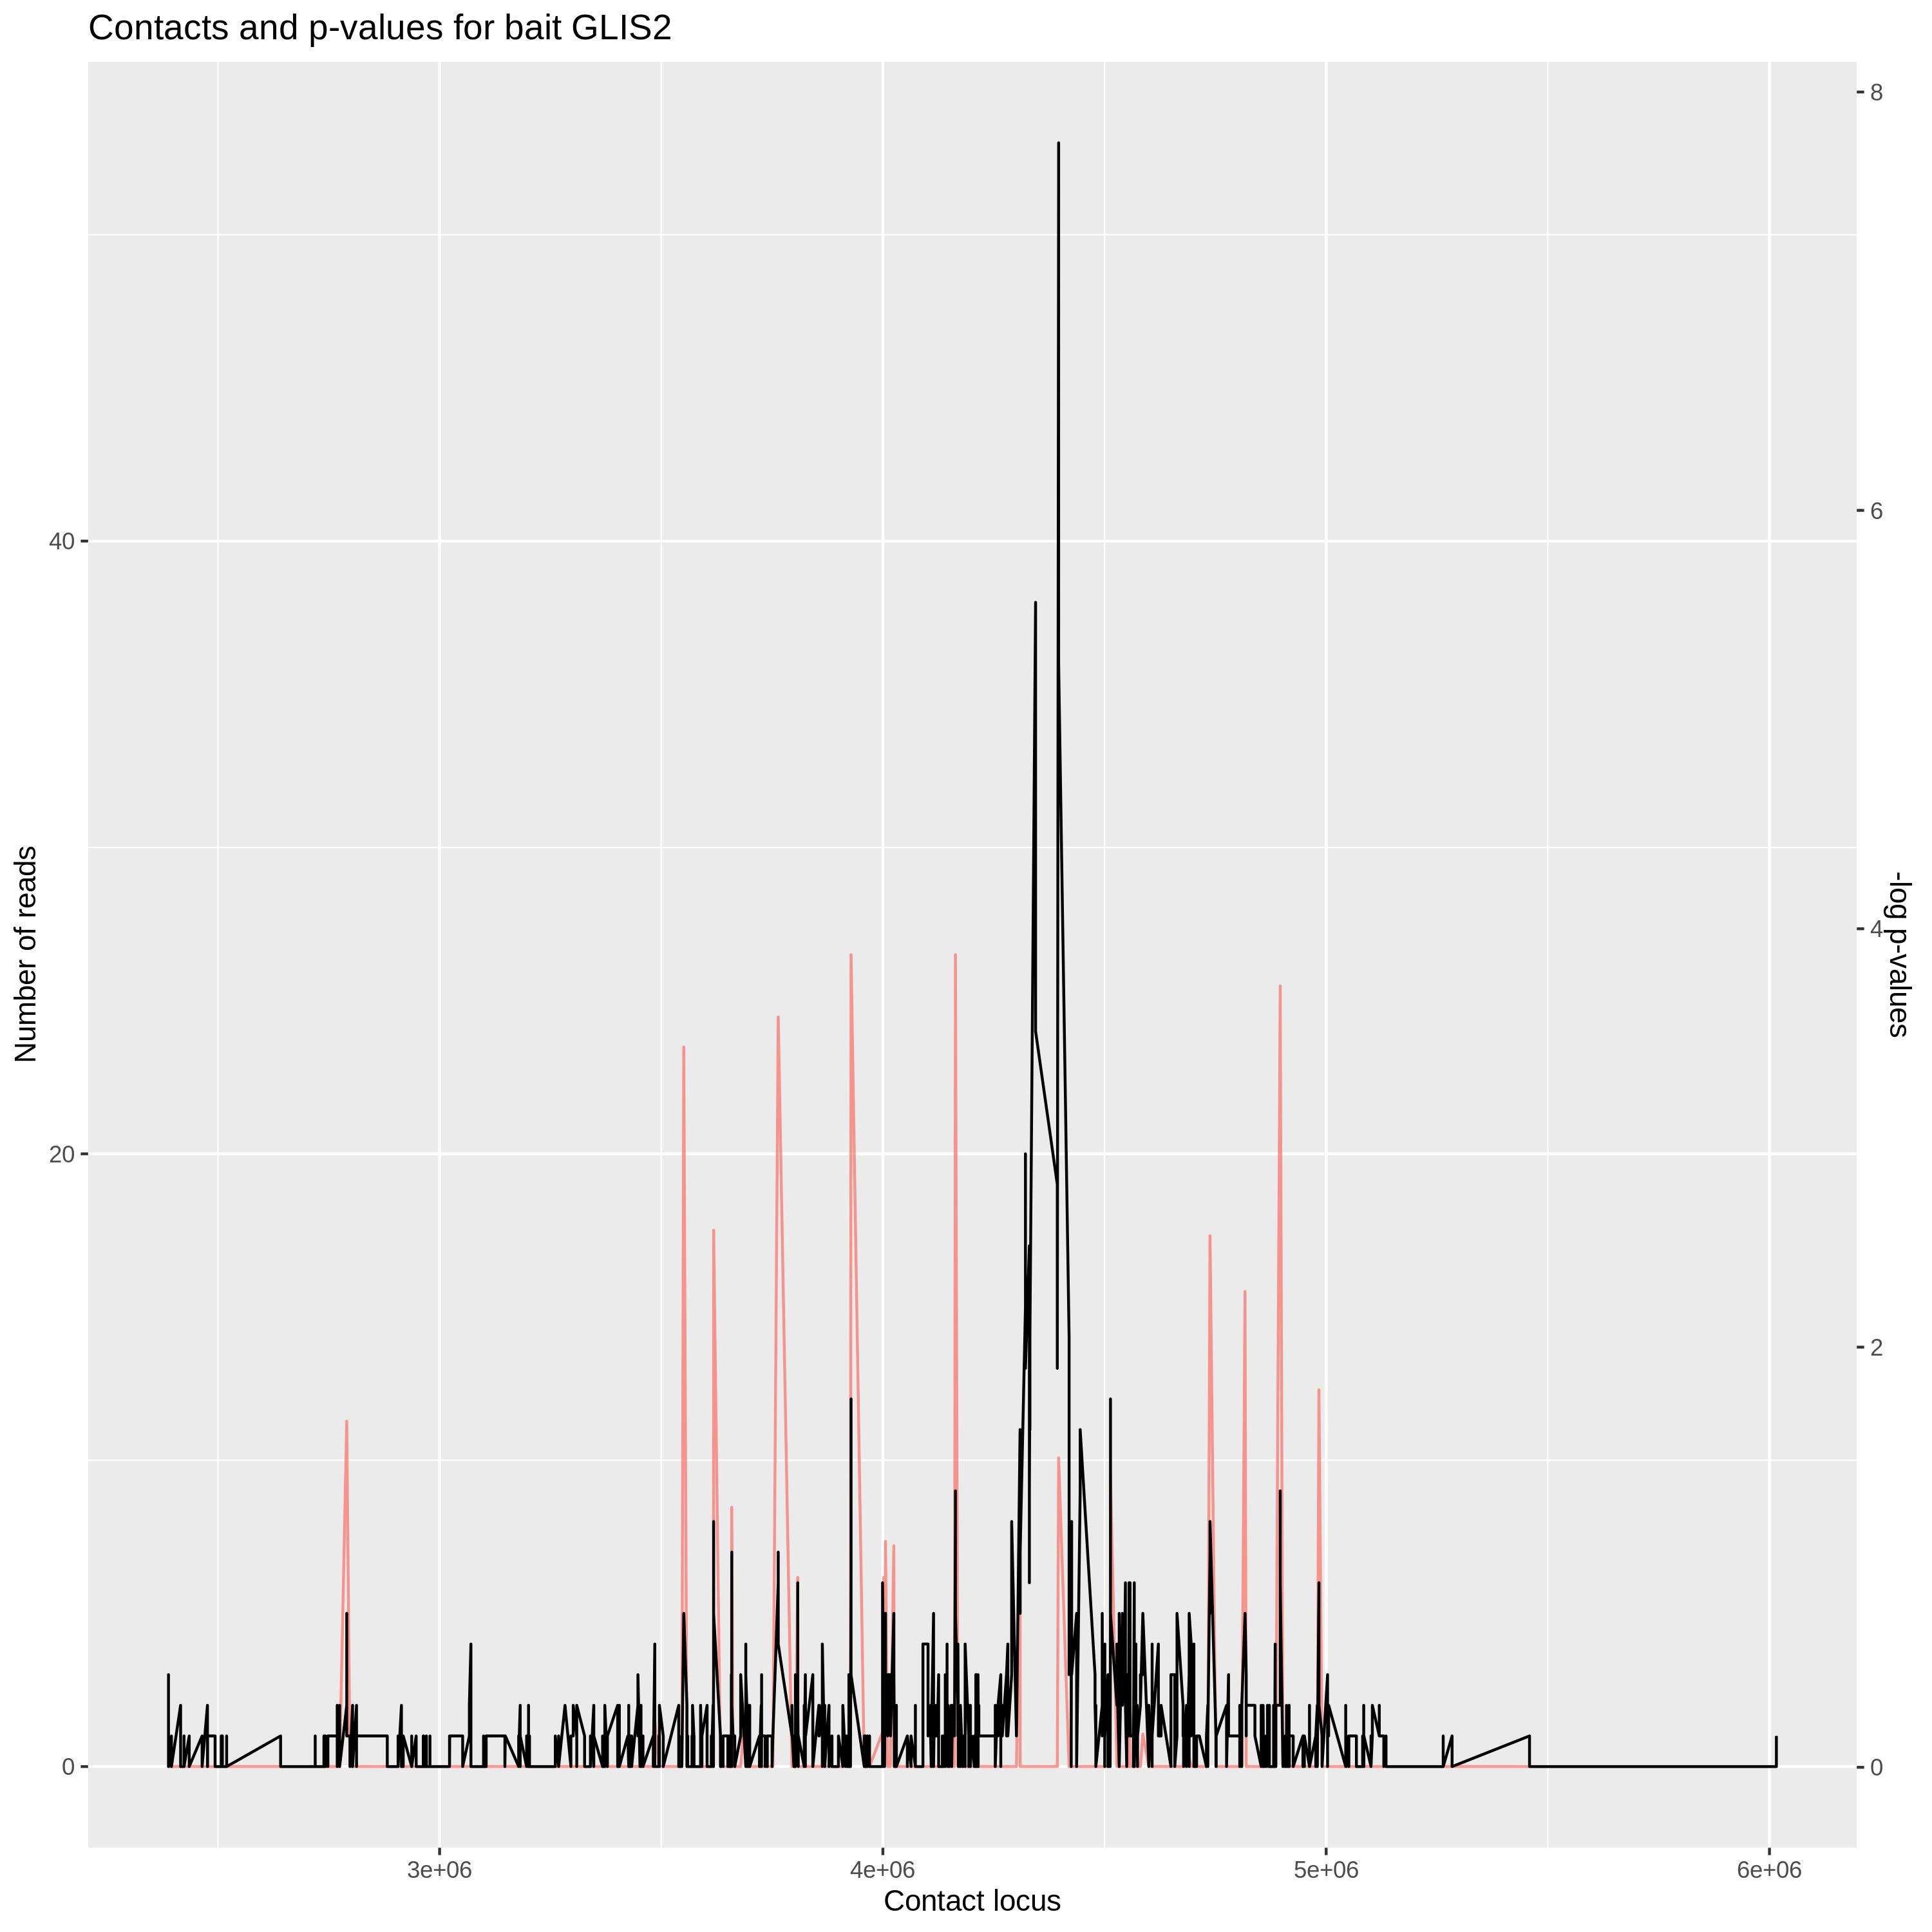 Contacts and p-values for bait GLIS2
Number of reads
40
20
0
8
6
4
2
0
-log p-values
3e+06
4e+06
5e+06
6e+06
Contact locus